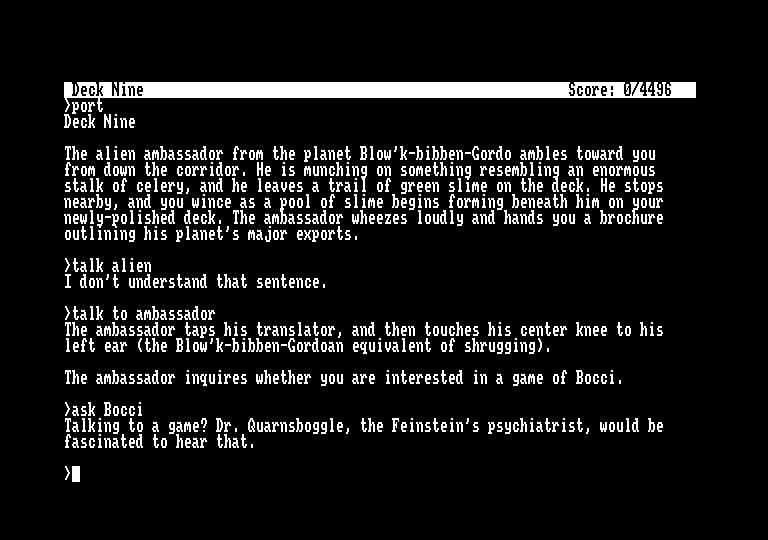 Deck Nine Score: 0/4496
>port
Deck Nine
The alien ambassador from the planet Blow'k-bibben-Gordo ambles toward you
from down the corridor. He is munching on something resembling an enormous
stalk of celery, and he leaves a trail of green slime on the deck. He stops
nearby, and you wince as a pool of slime begins forming beneath him on your
newly-polished deck. The ambassador wheezes loudly and hands you a brochure
outlining his planet's major exports.
>talk alien
I don't understand that sentence.
>talk to ambassador
The ambassador taps his translator, and then touches his center knee to his
left ear (the Blow'k-bibben-Gordoan equivalent of shrugging).
The ambassador inquires whether you are interested in a game of Bocci.
>ask Bocci
Talking to a game? Dr. Quarnsboggle, the Feinstein's psychiatrist, would be
fascinated to hear that.
>